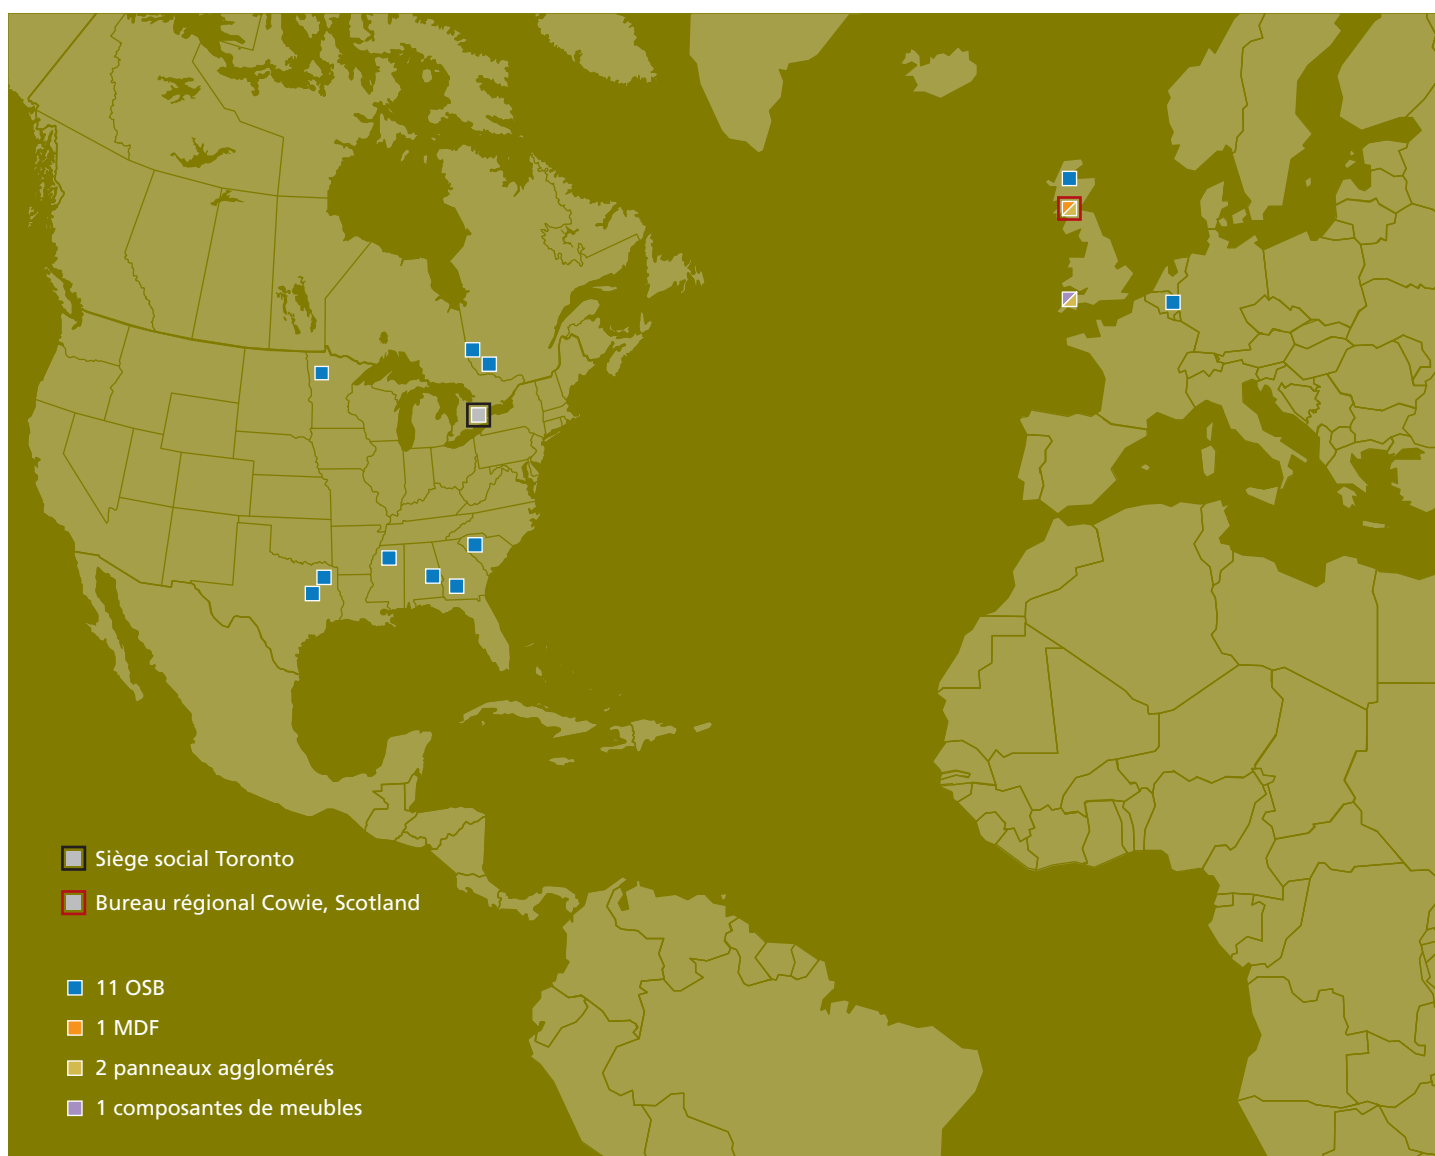 Siège social Toronto
Bureau régional Cowie, Scotland
11 OSB
1 MDF
2 panneaux agglomérés
1 composantes de meubles